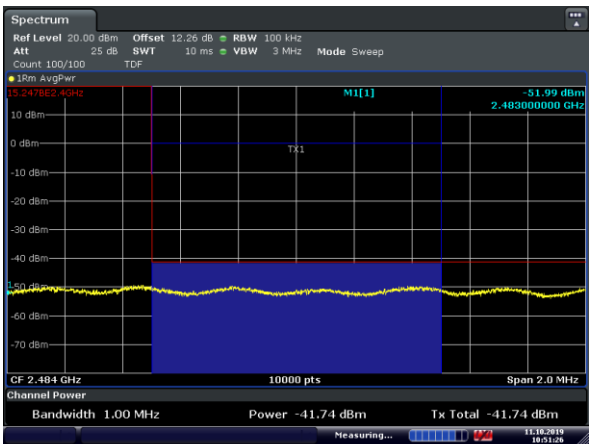 Spectrum
Ref Level 20.00 dBm Offset 12.26 dB RBW 100 kHz
Att 25 dB SWT 10 ms VBW 3 MHz Mode Sweep
Count 100/100 TDF
1Rm AvgPwr
15.247BE2.4GHz M1[1] -51.99 dBm
2.483000000 GHz
10 dBm
0 dBm
TX1
-10 dBm
-20 dBm
-30 dBm
-40 dBm
-60 dBm
-70 dBm
CF 2.484 GHz 10000 pts Span 2.0 MHz
Channel Power
Bandwidth 1.00 MHz Power -41.74 dBm Tx Total -41.74 dBm
Measuring... 11.10.2019
10:51:26